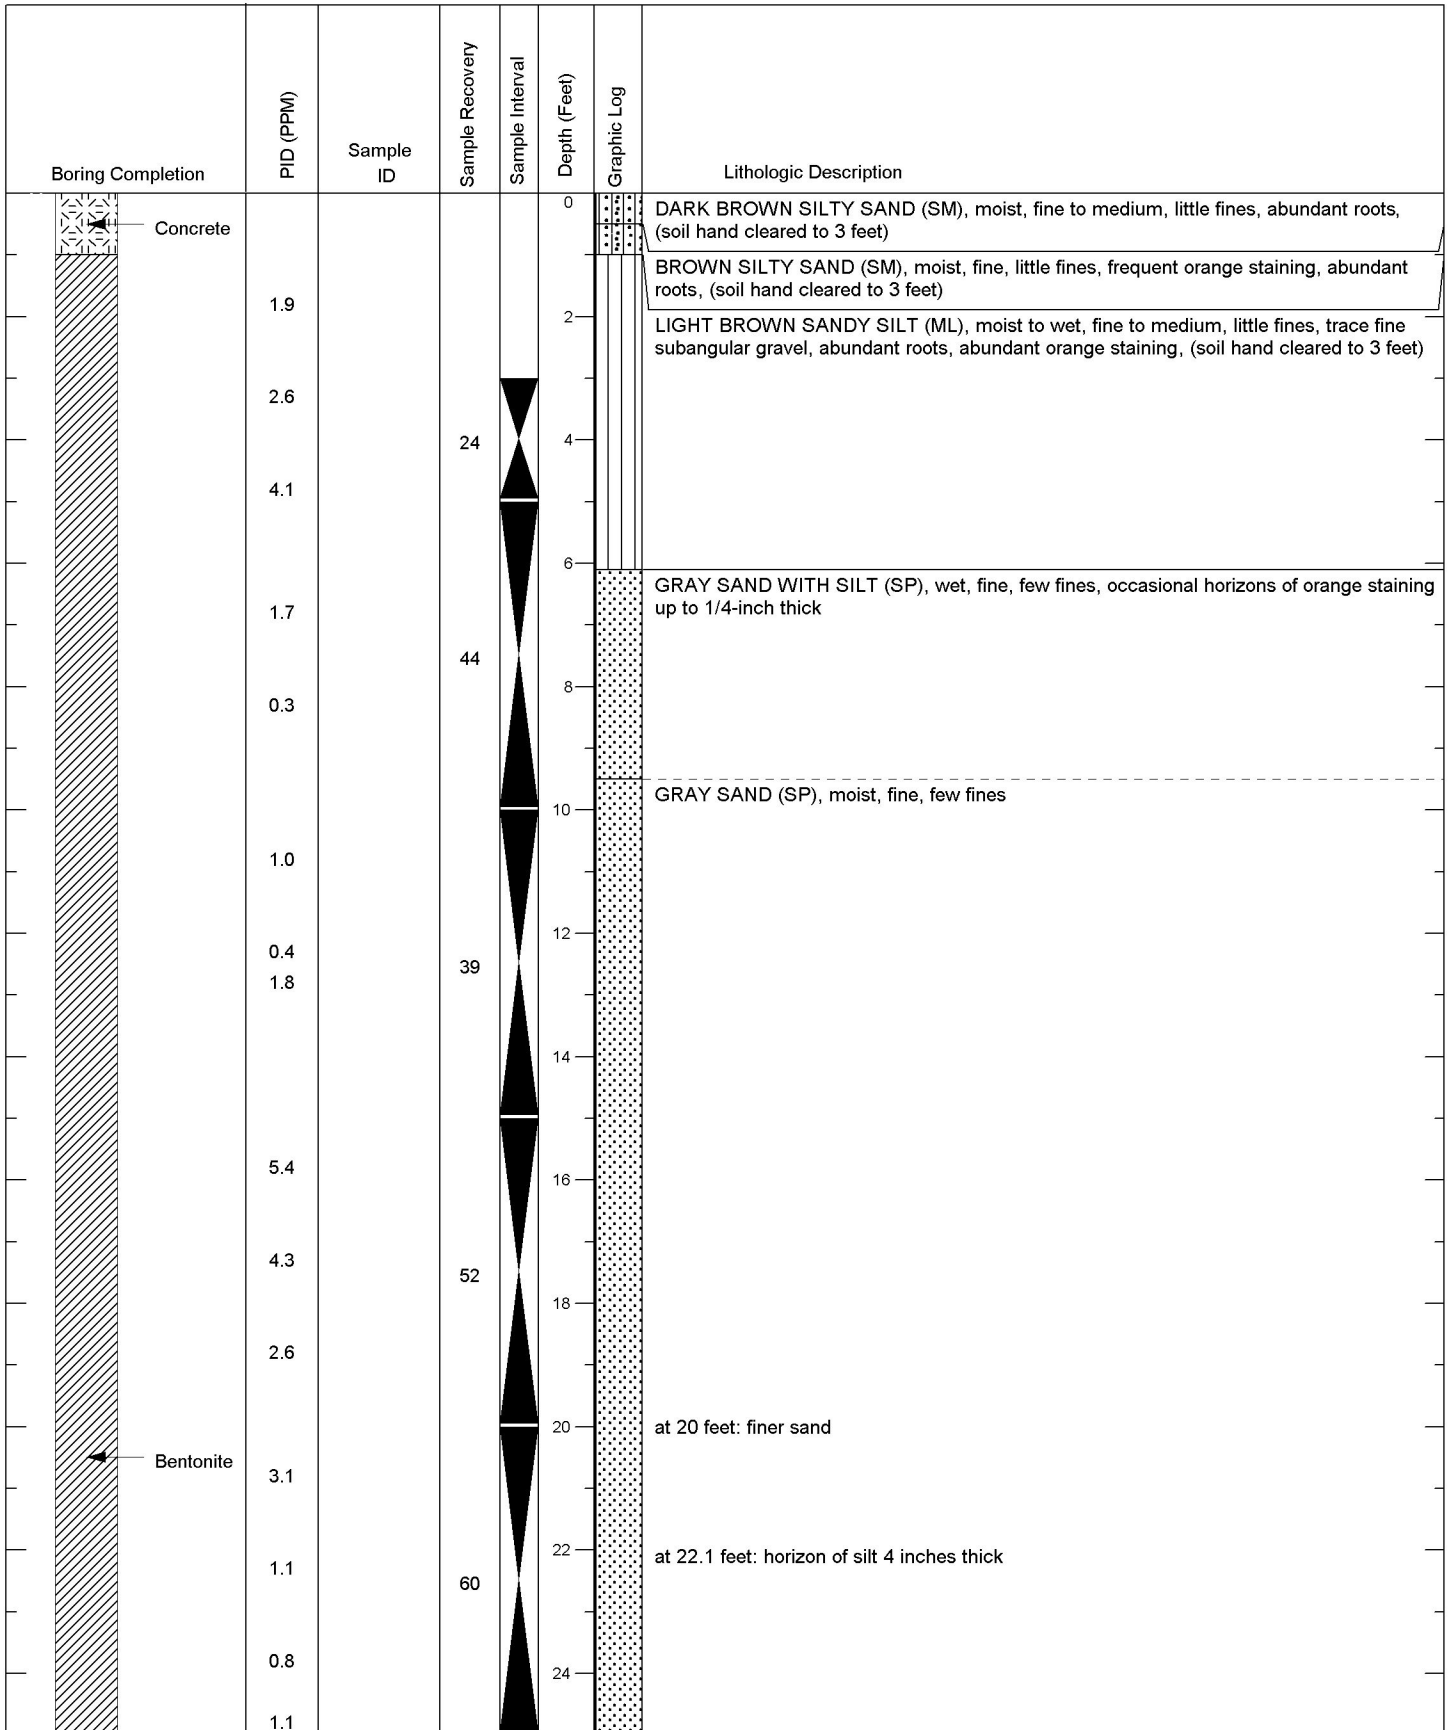 Boring Completion
PID (PPM)
Sample
ID
Sample Recovery
Sample Interval
Depth (Feet)
Graphic Log
Lithologic Description
0
DARK BROWN SILTY SAND (SM), moist, fine to medium, little fines, abundant roots,
(soil hand cleared to 3 feet)
Concrete
BROWN SILTY SAND (SM), moist, fine, little fines, frequent orange staining, abundant
roots, (soil hand cleared to 3 feet)
1.9
2
LIGHT BROWN SANDY SILT (ML), moist to wet, fine to medium, little fines, trace fine
subangular gravel, abundant roots, abundant orange staining, (soil hand cleared to 3 feet)
2.6
24
4
4.1
6
GRAY SAND WITH SILT (SP), wet, fine, few fines, occasional horizons of orange staining
up to 1/4-inch thick
1.7
44
8
0.3
GRAY SAND (SP), moist, fine, few fines
10
1.0
12
0.4
39
1.8
14
5.4
16
4.3
52
18
2.6
20
at 20 feet: finer sand
Bentonite
3.1
22
at 22.1 feet: horizon of silt 4 inches thick
1.1
60
0.8
24
1.1